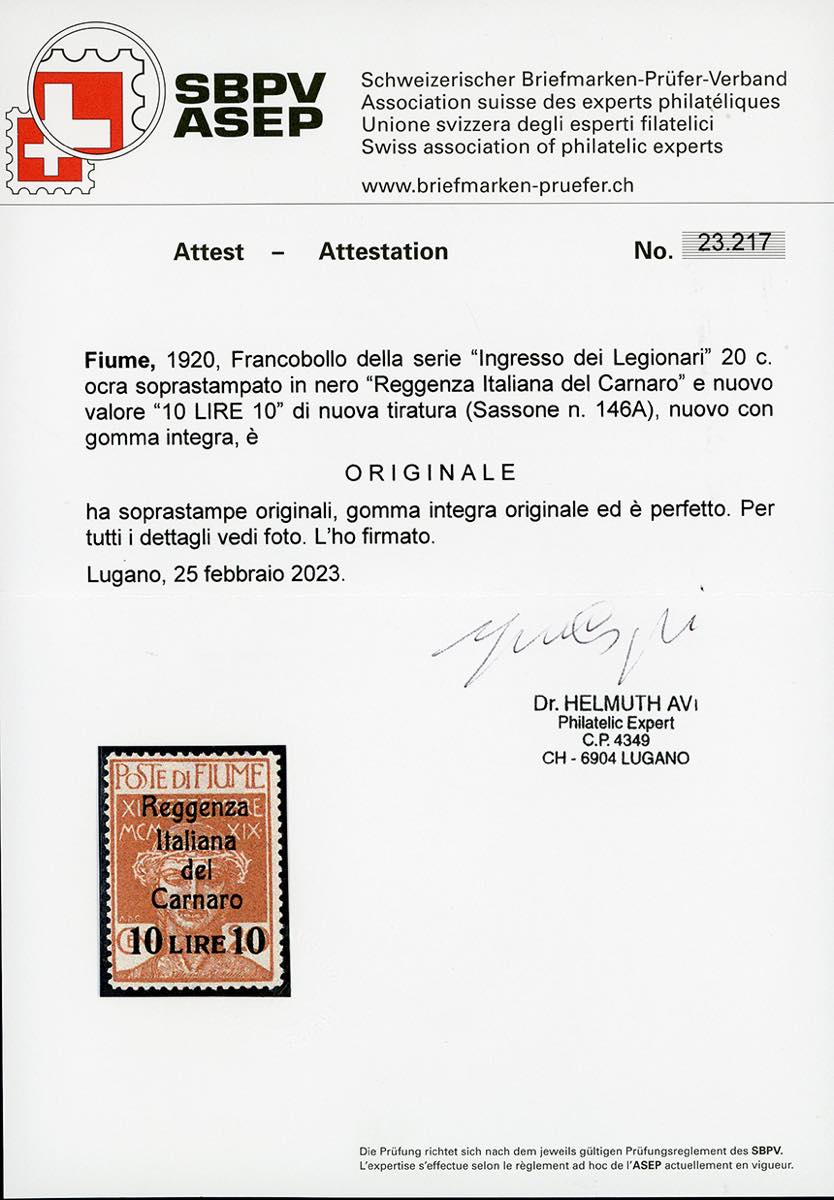 SBPV
ASEP
Schweizerischer Briefmarken-Prüfer-Verband
Association suisse des experts philatéliques
Unione svizzera degli esperti filatelici
Swiss association of philatelic experts
www.briefmarken-pruefer.ch
Attest – Attestation No. 23.217
Fiume, 1920, Francobollo della serie “Ingresso dei Legionari” 20 c.
ocra soprastampato in nero “Reggenza Italiana del Carnaro” e nuovo
valore “10 LIRE 10” di nuova tiratura (Sassone n. 146A), nuovo con
gomma integra, è
ORIGINALE
ha soprastampe originali, gomma integra originale ed è perfetto. Per
tutti i dettagli vedi foto. L’ho firmato.
Lugano, 25 febbraio 2023.
Dr. HELMUTH AVI
Philatelic Expert
C.P. 4349
CH - 6904 LUGANO
POSTE DI FIUME
Reggenza
Italiana
del
Carnaro
10 LIRE 10
Die Prüfung richtet sich nach dem jeweils gültigen Prüfungsreglement des SBPV.
L’expertise s’effectue selon le règlement ad hoc de l’ASEP actuellement en vigueur.